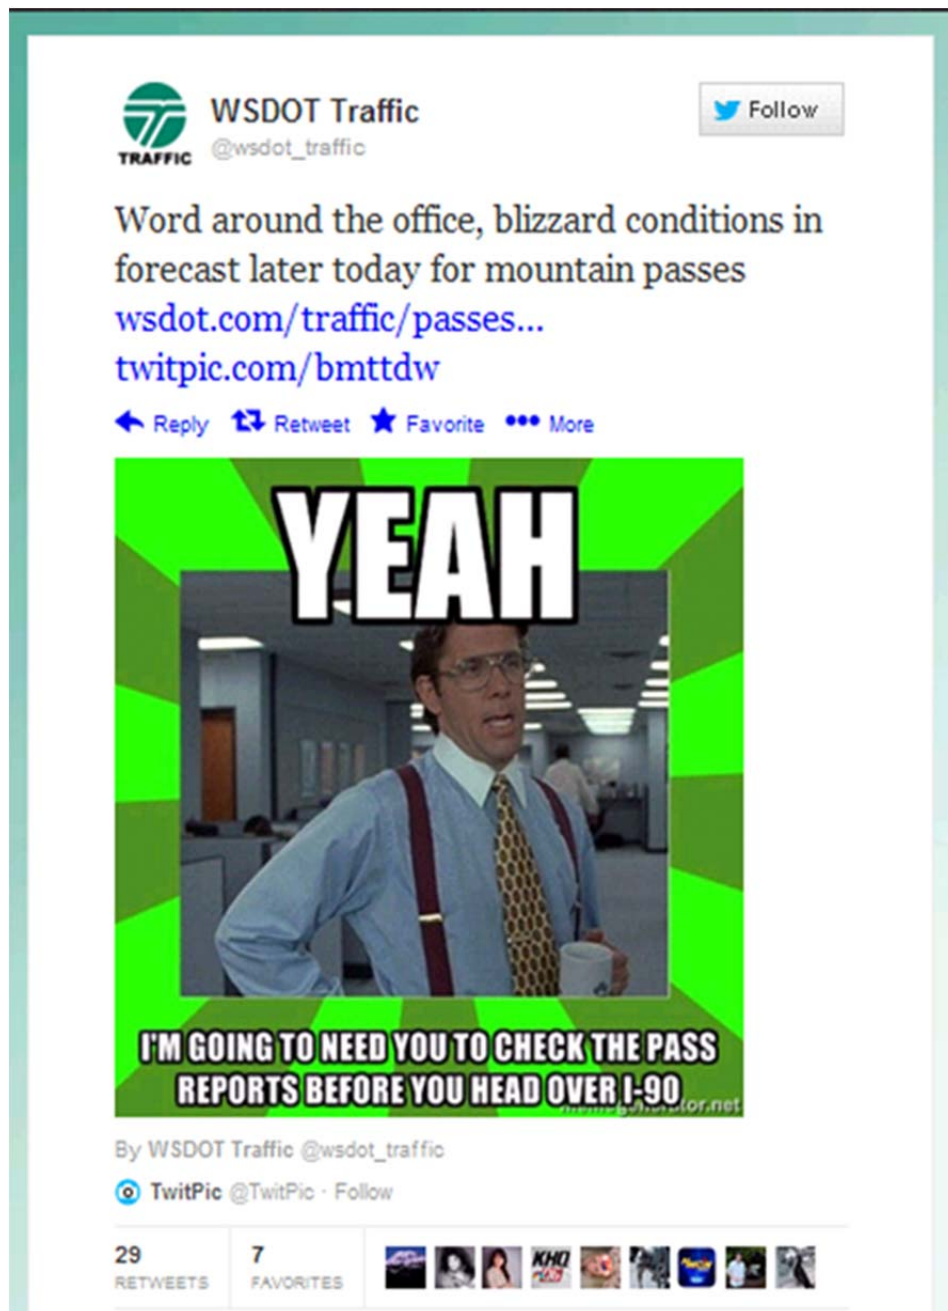 WSDOT Traffic
@wsdot_traffic
TRAFFIC
Follow
Word around the office, blizzard conditions in
forecast later today for mountain passes
wsdot.com/traffic/passes...
twitpic.com/bmttdw
Reply Retweet Favorite More
YEAH
I'M GOING TO NEED YOU TO CHECK THE PASS
REPORTS BEFORE YOU HEAD OVER I-90
By WSDOT Traffic @wsdot_traffic
TwitPic @TwitPic · Follow
29 7
RETWEETS FAVORITES
KHQ